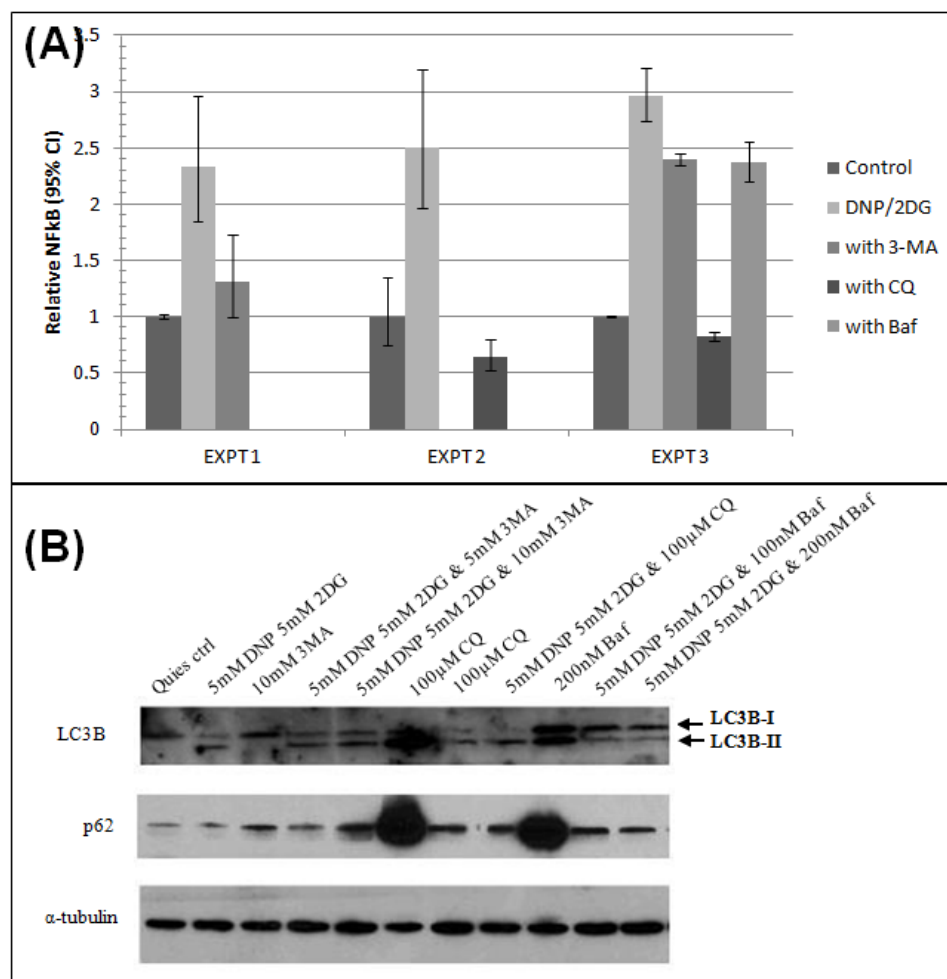 (A)
Relative NFkB (95% CI)
3.5
3
2.5
2
1.5
1
0.5
0
EXPT 1
EXPT 2
EXPT 3
Control
DNP/2DG
with 3-MA
with CQ
with Baf
(B)
Quies ctrl
5mM DNP 5mM 2DG
10mM 3MA
5mM DNP 5mM 2DG & 5mM 3MA
5mM DNP 5mM 2DG & 10mM 3MA
100µM CQ
100µM CQ
5mM DNP 5mM 2DG & 100µM CQ
200nM Baf
5mM DNP 5mM 2DG & 100nM Baf
5mM DNP 5mM 2DG & 200nM Baf
LC3B
LC3B-I
LC3B-II
p62
α-tubulin